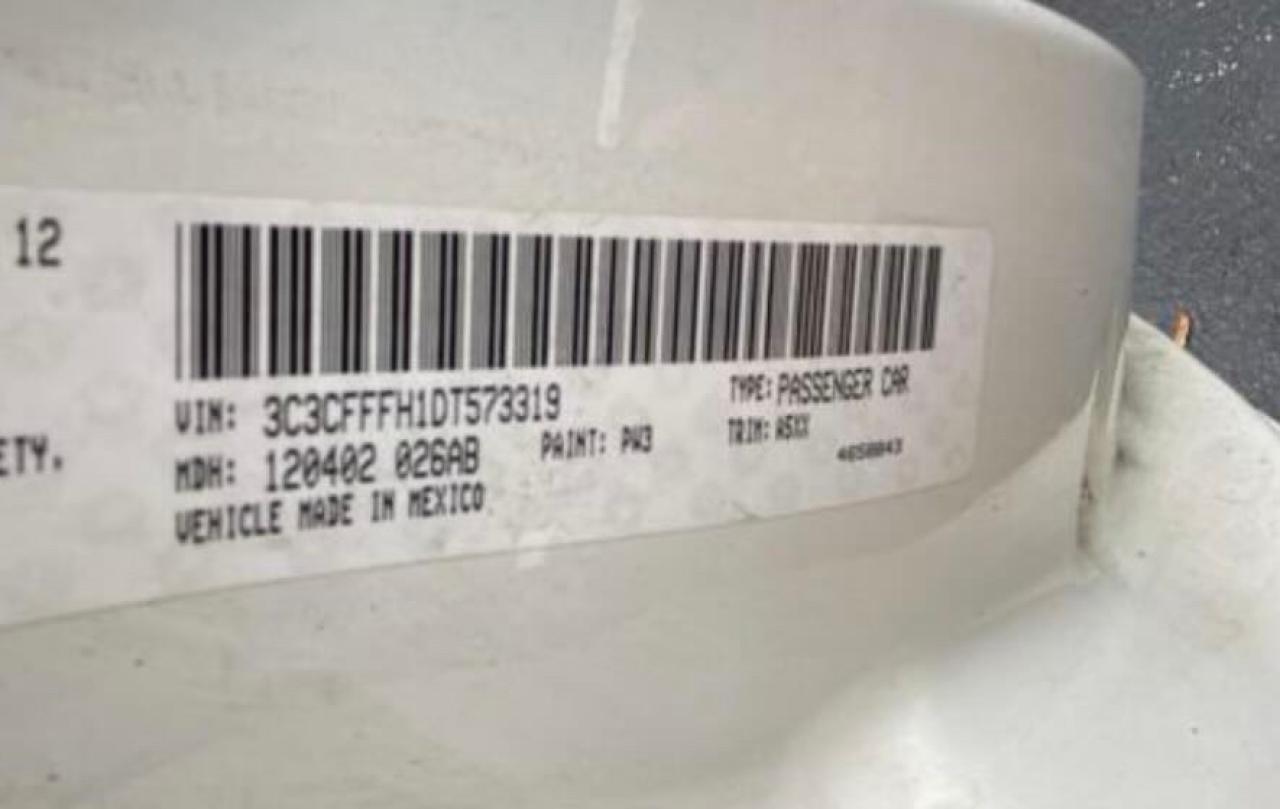 12
ETY.
VIN: 3C3CFFFH1DT573319
TYPE: PASSENGER CAR
MDH: 120402 026AB
PAINT: PW3
TRIM: A5XX
VEHICLE MADE IN MEXICO